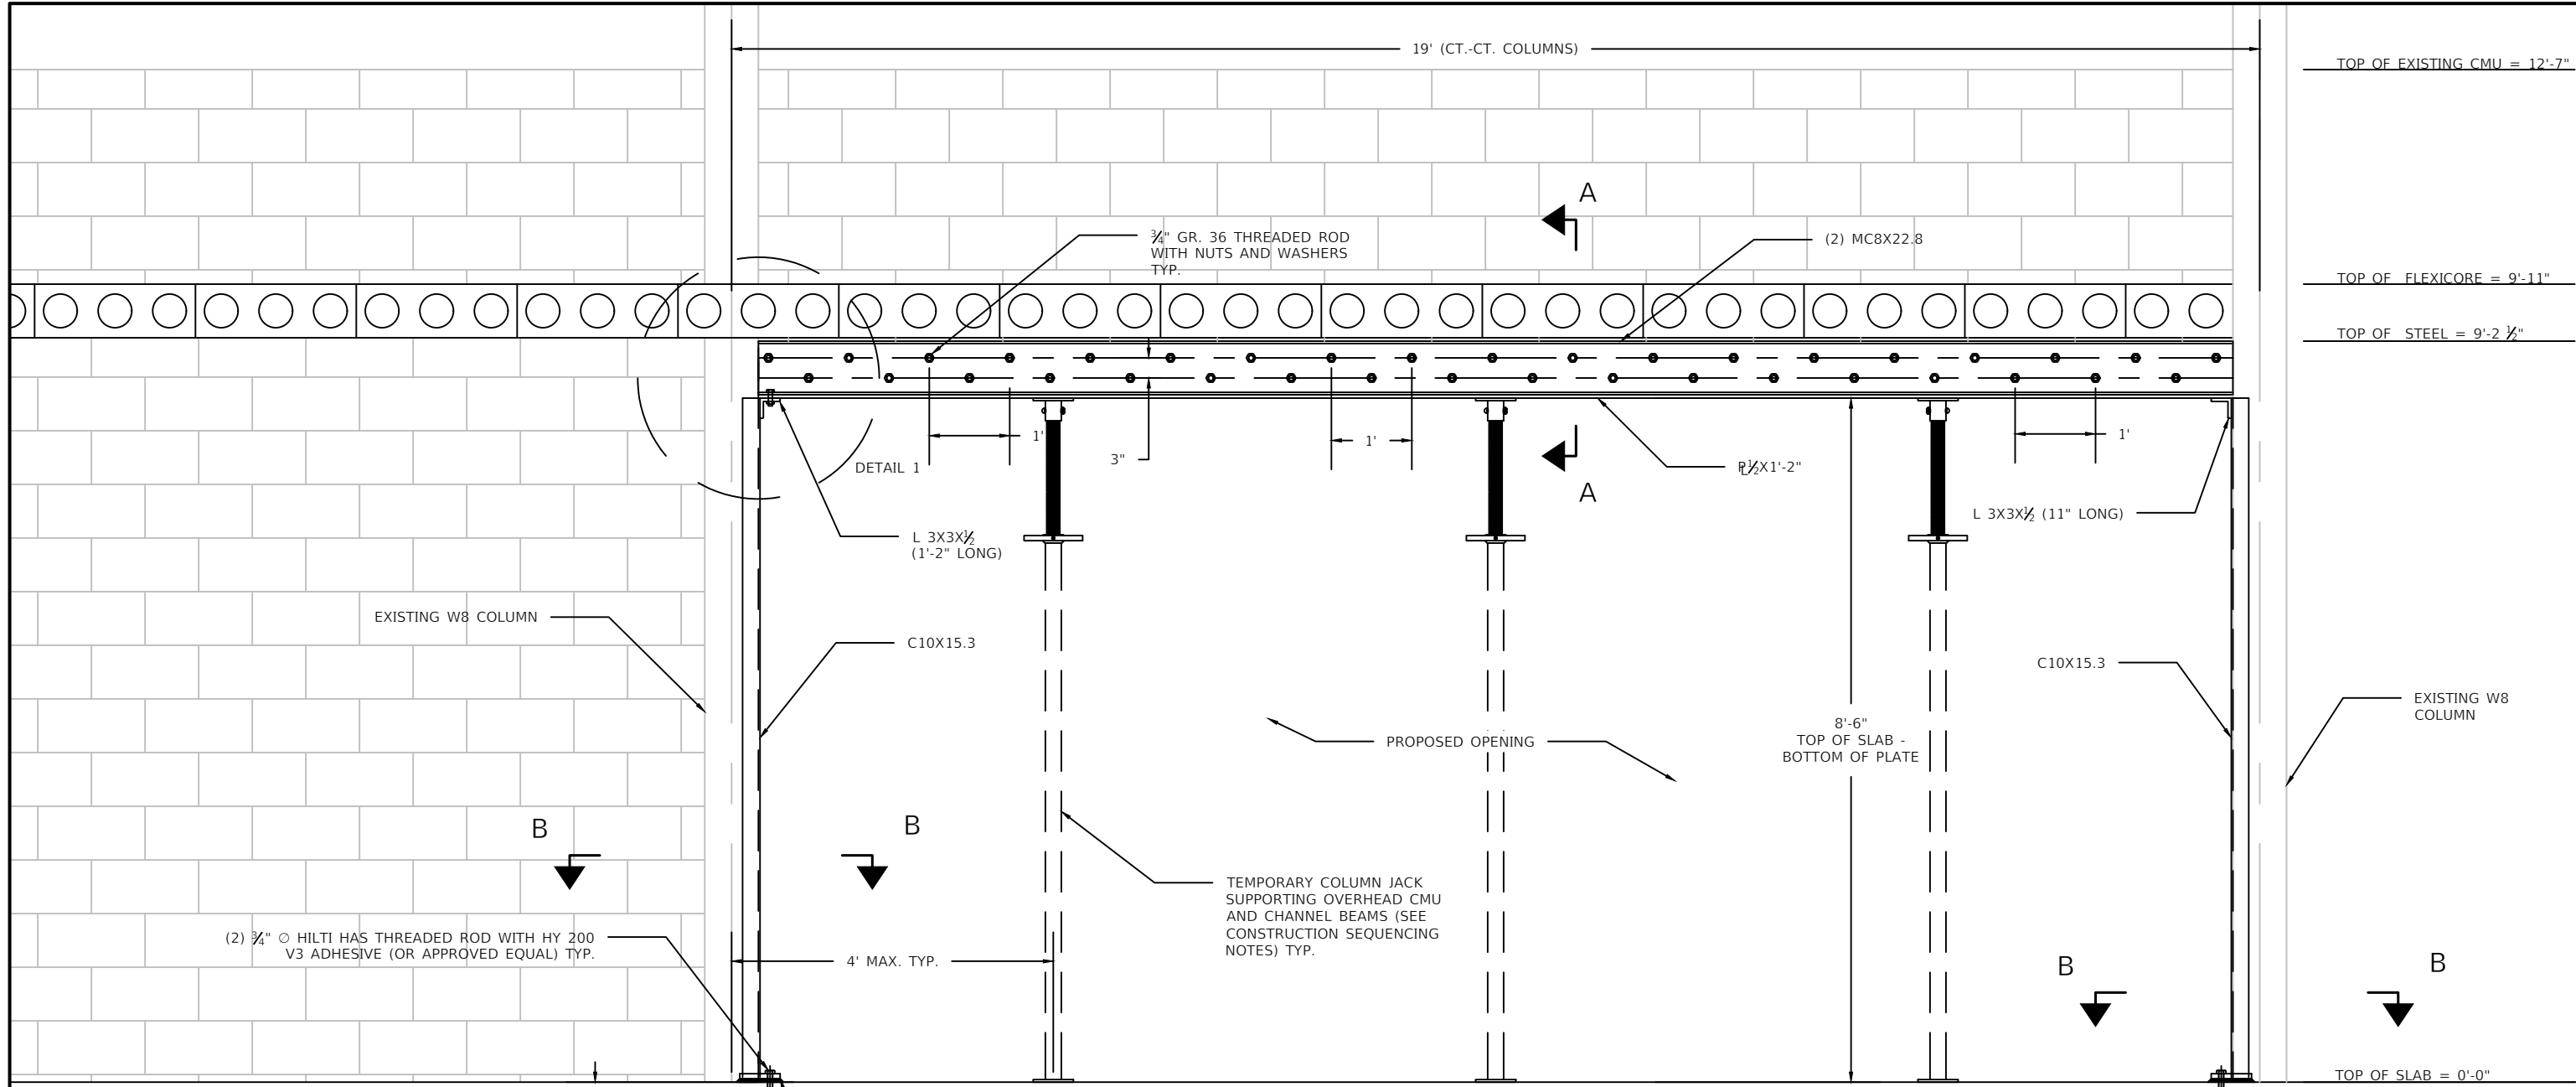 19' (CT.-CT. COLUMNS)
TOP OF EXISTING CMU = 12'-7"
A
¾" GR. 36 THREADED ROD
WITH NUTS AND WASHERS
TYP.
(2) MC8X22.8
TOP OF FLEXICORE = 9'-11"
TOP OF STEEL = 9'-2 ½"
1'
3"
1'
1'
DETAIL 1
A
PL½X1'-2"
L 3X3X½
(1'-2" LONG)
L 3X3X½ (11" LONG)
EXISTING W8 COLUMN
C10X15.3
C10X15.3
EXISTING W8
COLUMN
8'-6"
TOP OF SLAB -
BOTTOM OF PLATE
PROPOSED OPENING
B
B
TEMPORARY COLUMN JACK
SUPPORTING OVERHEAD CMU
AND CHANNEL BEAMS (SEE
CONSTRUCTION SEQUENCING
NOTES) TYP.
(2) ¾" ∅ HILTI HAS THREADED ROD WITH HY 200
V3 ADHESIVE (OR APPROVED EQUAL) TYP.
4' MAX. TYP.
B
B
TOP OF SLAB = 0'-0"